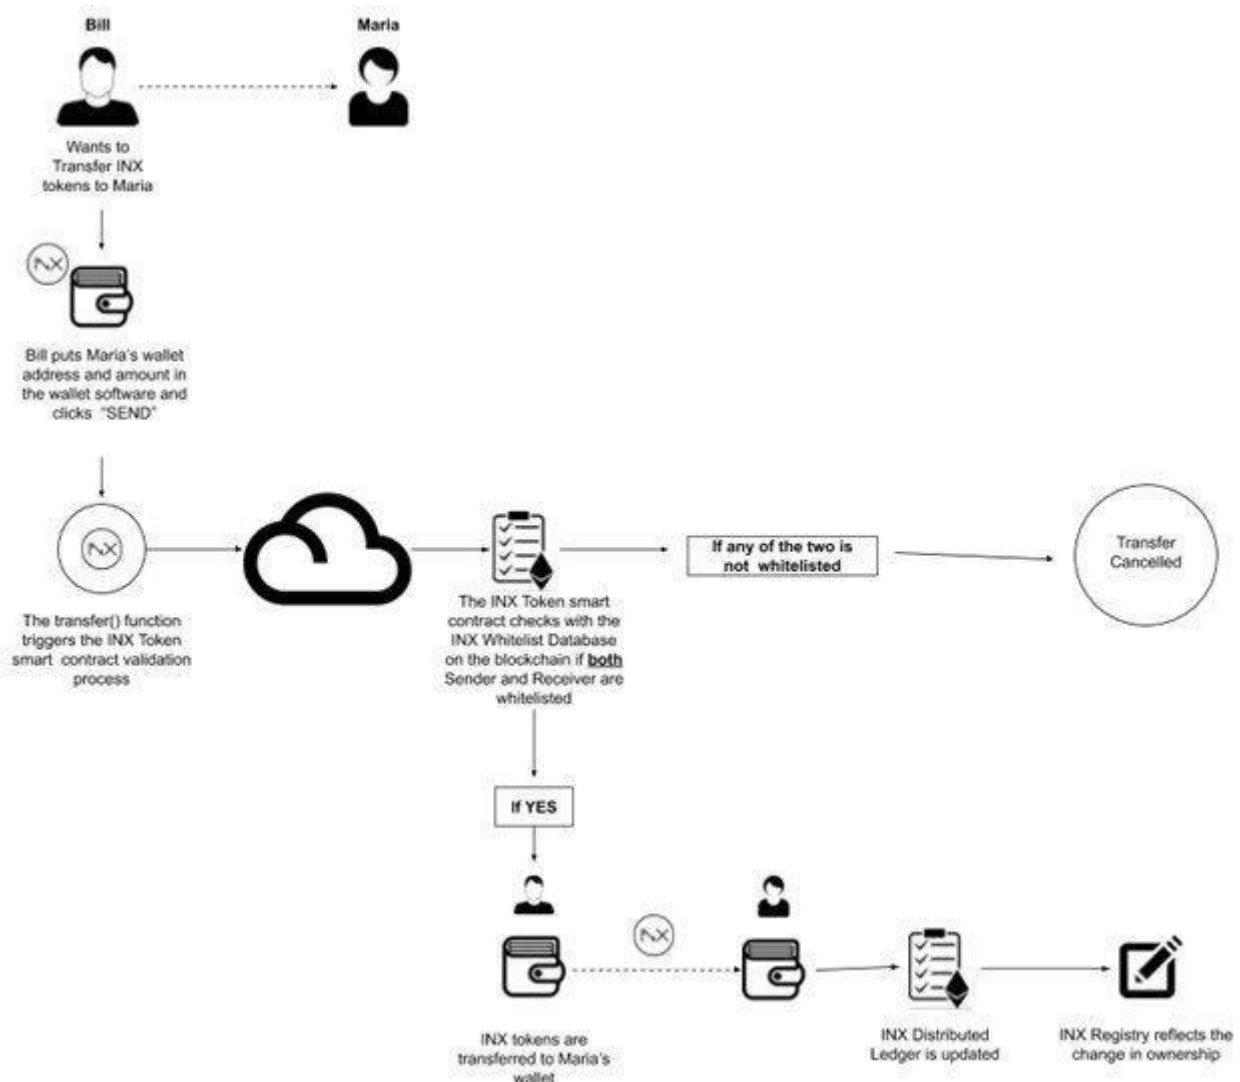 Bill
Maria
Wants to
Transfer INX
tokens to Maria
NX
Bill puts Maria's wallet
address and amount in
the wallet software and
clicks "SEND"
NX
If any of the two is
not whitelisted
Transfer
Cancelled
The transfer() function
triggers the INX Token
smart contract validation
process
The INX Token smart
contract checks with the
INX Whitelist Database
on the blockchain if both
Sender and Receiver are
whitelisted
If YES
NX
INX tokens are
transferred to Maria's
wallet
INX Distributed
Ledger is updated
INX Registry reflects the
change in ownership